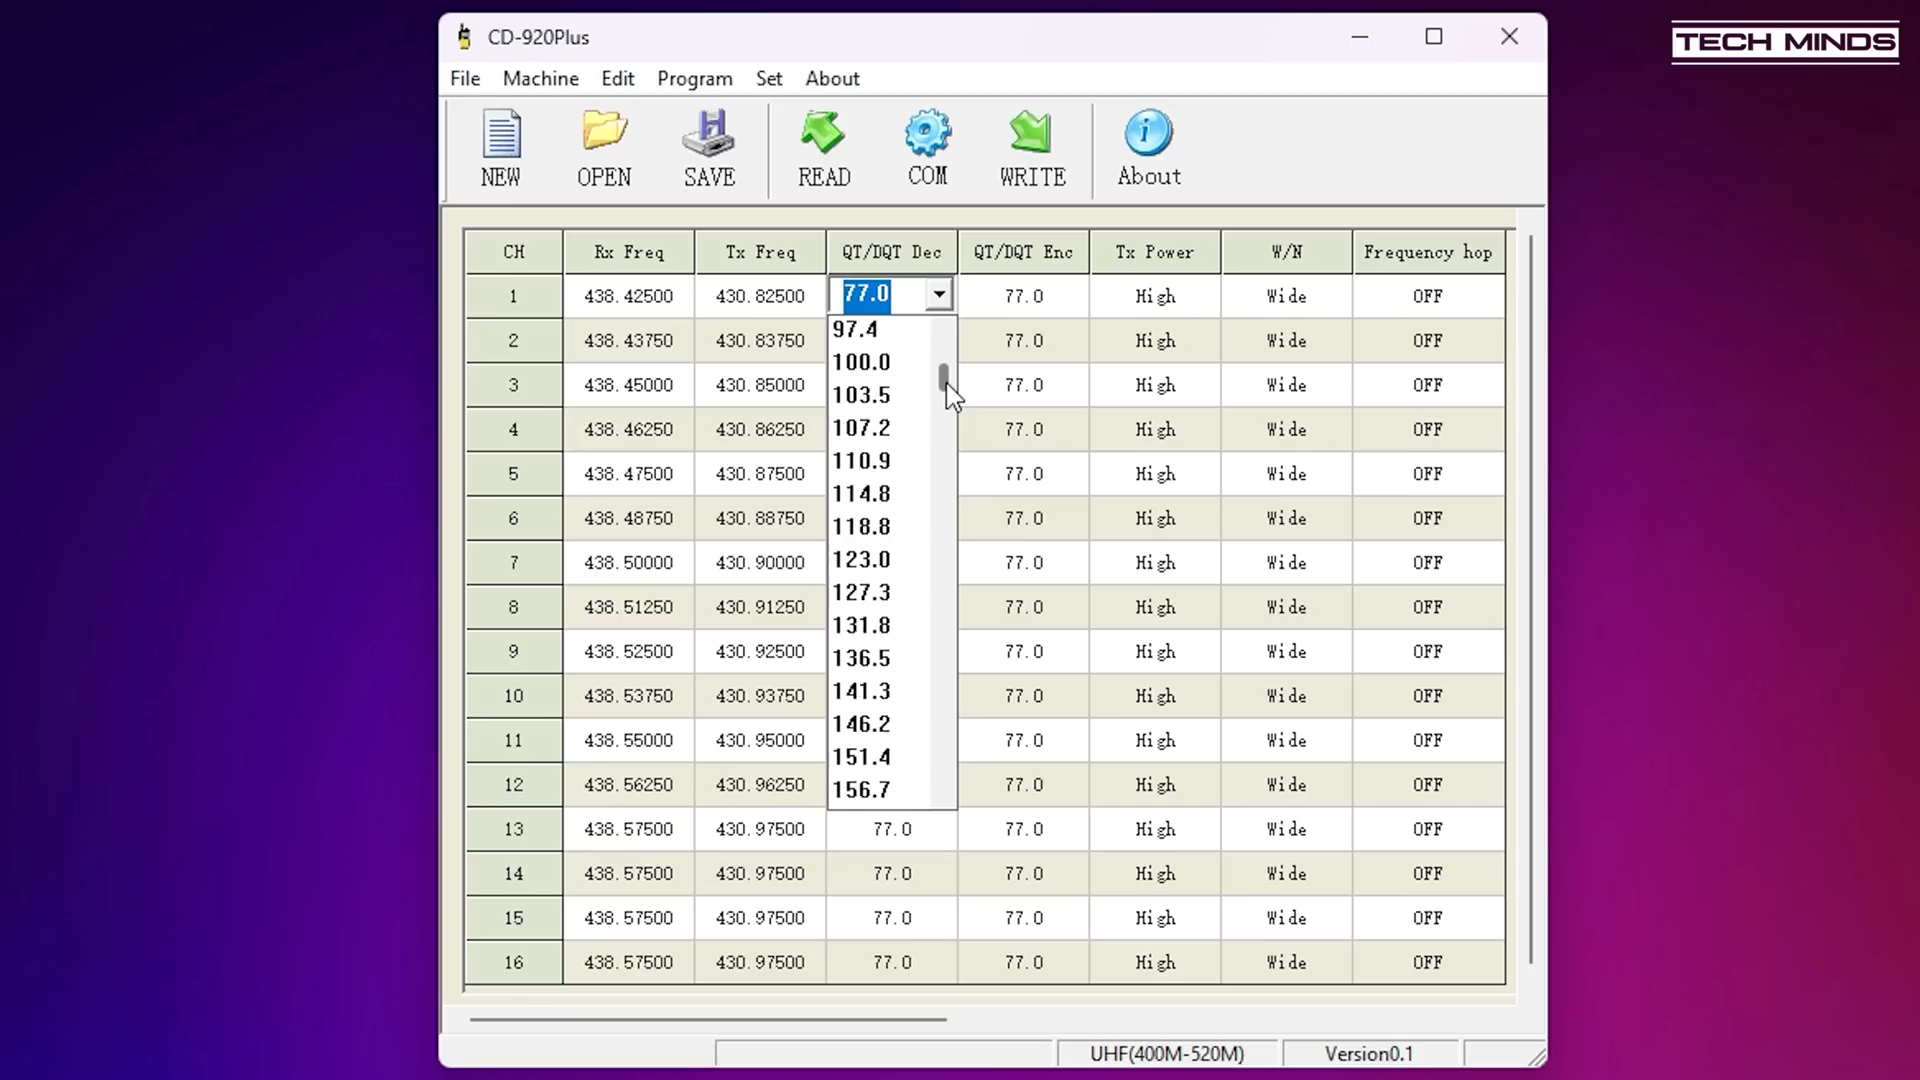 CD-920Plus
TECH MINDS
File Machine Edit Program Set About
NEW OPEN SAVE READ COM WRITE About
CH Rx Freq Tx Freq QT/DQT Dec QT/DQT Enc Tx Power W/N Frequency hop
1 438.42500 430.82500 77.0 77.0 High Wide OFF
97.4
2 438.43750 430.83750 77.0 High Wide OFF
100.0
3 438.45000 430.85000 103.5 77.0 High Wide OFF
4 438.46250 430.86250 107.2 77.0 High Wide OFF
5 438.47500 430.87500 110.9 77.0 High Wide OFF
114.8
6 438.48750 430.88750 118.8 77.0 High Wide OFF
7 438.50000 430.90000 123.0 77.0 High Wide OFF
8 438.51250 430.91250 127.3 77.0 High Wide OFF
131.8
9 438.52500 430.92500 136.5 77.0 High Wide OFF
10 438.53750 430.93750 141.3 77.0 High Wide OFF
146.2
11 438.55000 430.95000 151.4 77.0 High Wide OFF
12 438.56250 430.96250 156.7 77.0 High Wide OFF
13 438.57500 430.97500 77.0 77.0 High Wide OFF
14 438.57500 430.97500 77.0 77.0 High Wide OFF
15 438.57500 430.97500 77.0 77.0 High Wide OFF
16 438.57500 430.97500 77.0 77.0 High Wide OFF
UHF(400M-520M) Version0.1